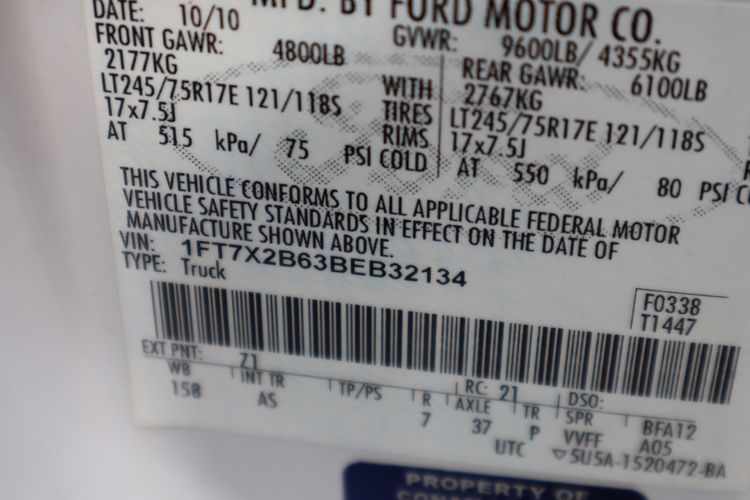 MFD. BY FORD MOTOR CO.
DATE: 10/10 GVWR: 9600LB/ 4355KG
FRONT GAWR: 4800LB REAR GAWR: 6100LB
2177KG WITH 2767KG
LT245/75R17E 121/118S TIRES LT245/75R17E 121/118S
17x7.5J RIMS 17x7.5J
AT 515 kPa/ 75 PSI COLD AT 550 kPa/ 80 PSI
THIS VEHICLE CONFORMS TO ALL APPLICABLE FEDERAL MOTOR
VEHICLE SAFETY STANDARDS IN EFFECT ON THE DATE OF
MANUFACTURE SHOWN ABOVE.
VIN: 1FT7X2B63BEB32134
TYPE: Truck
F0338
T1447
EXT PNT: Z1 RC: 21 DSO:
WB INT TR TP/PS R AXLE TR SPR BFA12
158 AS 7 37 P VVFF A05
UTC 5U5A-1520472-BA
PROPERTY OF